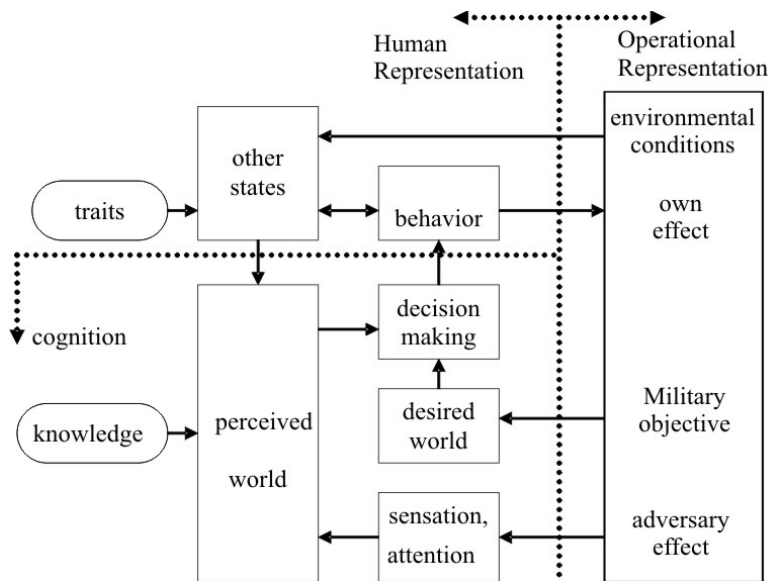 Human
Representation
Operational
Representation
environmental
conditions
other
states
traits
behavior
own
effect
cognition
decision
making
knowledge
perceived
world
desired
world
Military
objective
sensation,
attention
adversary
effect